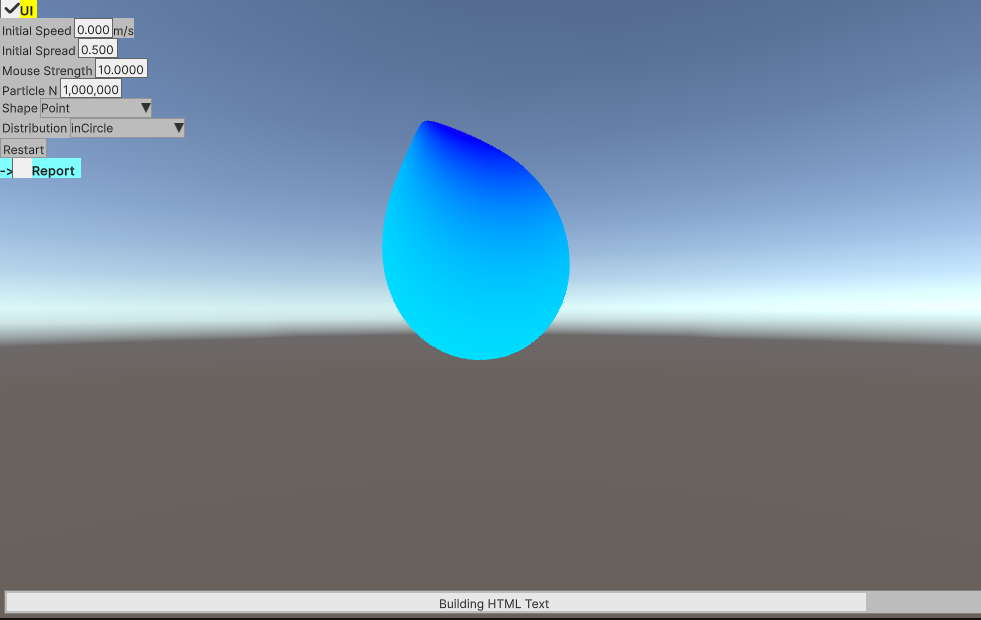 UI
Initial Speed 0.000 m/s
Initial Spread 0.500
Mouse Strength 10.0000
Particle N 1,000,000
Shape Point
Distribution inCircle
Restart
-> Report
Building HTML Text